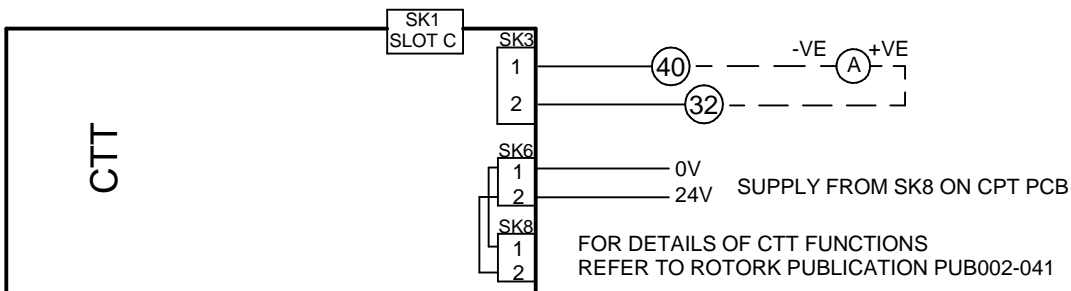 SK1
SLOT C
SK3
1
2
40
-VE
A
+VE
32
CTT
SK6
1
2
0V
24V
SUPPLY FROM SK8 ON CPT PCB
SK8
1
2
FOR DETAILS OF CTT FUNCTIONS
REFER TO ROTORK PUBLICATION PUB002-041